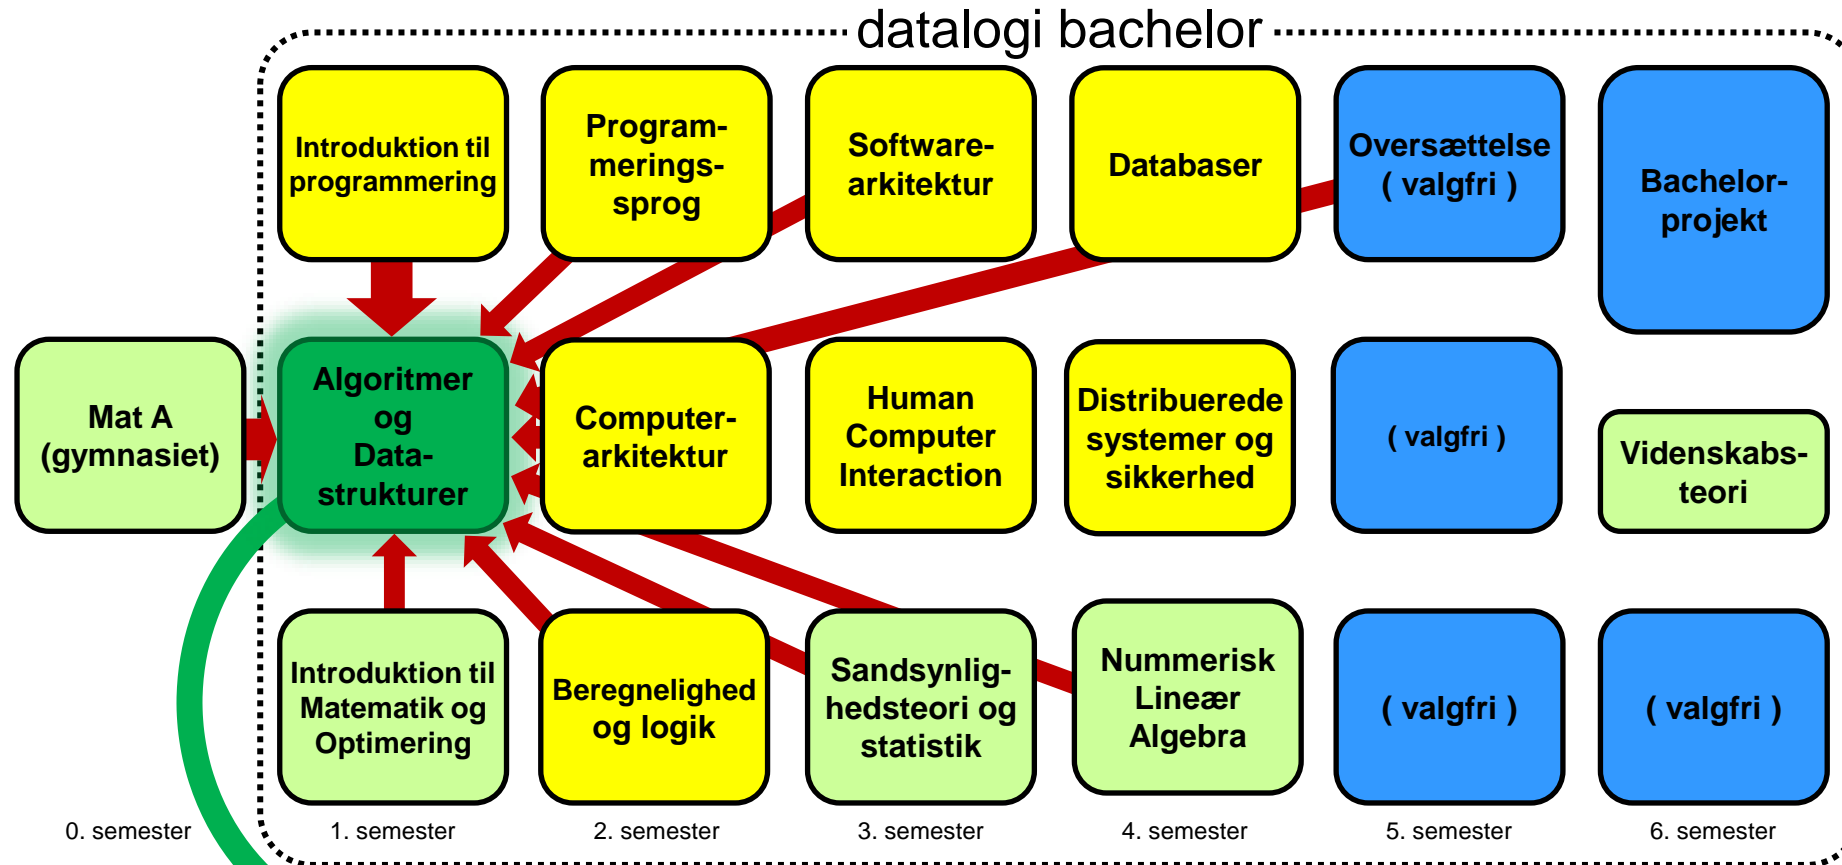 datalogi bachelor
Introduktion til
programmering
Program-
merings-
sprog
Software-
arkitektur
Databaser
Oversættelse
( valgfri )
Bachelor-
projekt
Mat A
(gymnasiet)
Algoritmer
og
Data-
strukturer
Computer-
arkitektur
Human
Computer
Interaction
Distribuerede
systemer og
sikkerhed
( valgfri )
Videnskabs-
teori
Introduktion til
Matematik og
Optimering
Beregnelighed
og logik
Sandsynlig-
hedsteori og
statistik
Nummerisk
Lineær
Algebra
( valgfri )
( valgfri )
0. semester
1. semester
2. semester
3. semester
4. semester
5. semester
6. semester